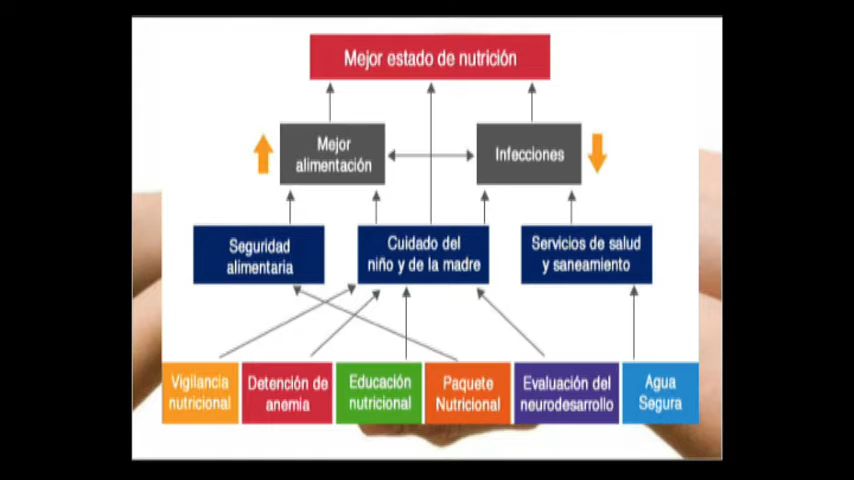 Mejor estado de nutrición
Mejor
alimentación
Infecciones
Seguridad
alimentaria
Cuidado del
niño y de la madre
Servicios de salud
y saneamiento
Vigilancia
nutricional
Detención de
anemia
Educación
nutricional
Paquete
Nutricional
Evaluación del
neurodesarrollo
Agua
Segura